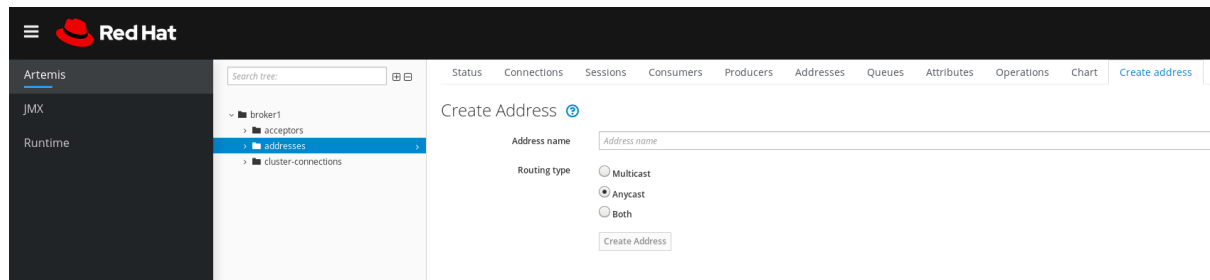 Red Hat
Artemis
JMX
Runtime
Search tree:
broker1
acceptors
addresses
cluster-connections
Status Connections Sessions Consumers Producers Addresses Queues Attributes Operations Chart Create address
Create Address
Address name Address name
Routing type Multicast
Anycast
Both
Create Address